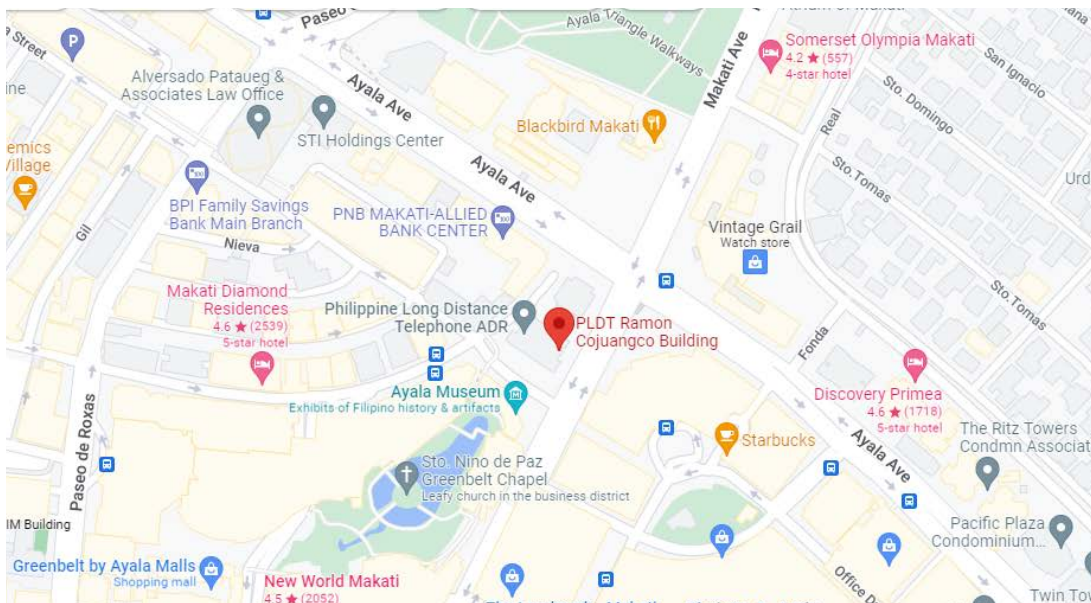 Paseo de
Ayala Triangle
Walkways
Makati Ave
Somerset Olympia Makati
4.2 ★ (557)
4-star hotel
San Ignacio
Street
P
ine
Alversado Pataueg &
Associates Law Office
Ayala Ave
STI Holdings Center
Blackbird Makati
Real
Sto. Domingo
Sto. Tomas
emics
Village
BPI Family Savings
Bank Main Branch
PNB MAKATI-ALLIED
BANK CENTER
Ayala Ave
Vintage Grail
Watch store
Gil
Nieva
Makati Diamond
Residences
4.6 ★ (2539)
5-star hotel
Philippine Long Distance
Telephone ADR
PLDT Ramon
Cojuangco Building
Sto. Tomas
Fonda
Ayala Museum
Exhibits of Filipino history & artifacts
Discovery Primea
4.6 ★ (1718)
5-star hotel
Paseo de Roxas
Starbucks
Ayala Ave
The Ritz Towers
Condmn Associat
Sto. Nino de Paz
Greenbelt Chapel
Leafy church in the business district
IM Building
Pacific Plaza
Condominium...
Greenbelt by Ayala Malls
Shopping mall
New World Makati
4.5 ★ (2052)
Office D
Twin To